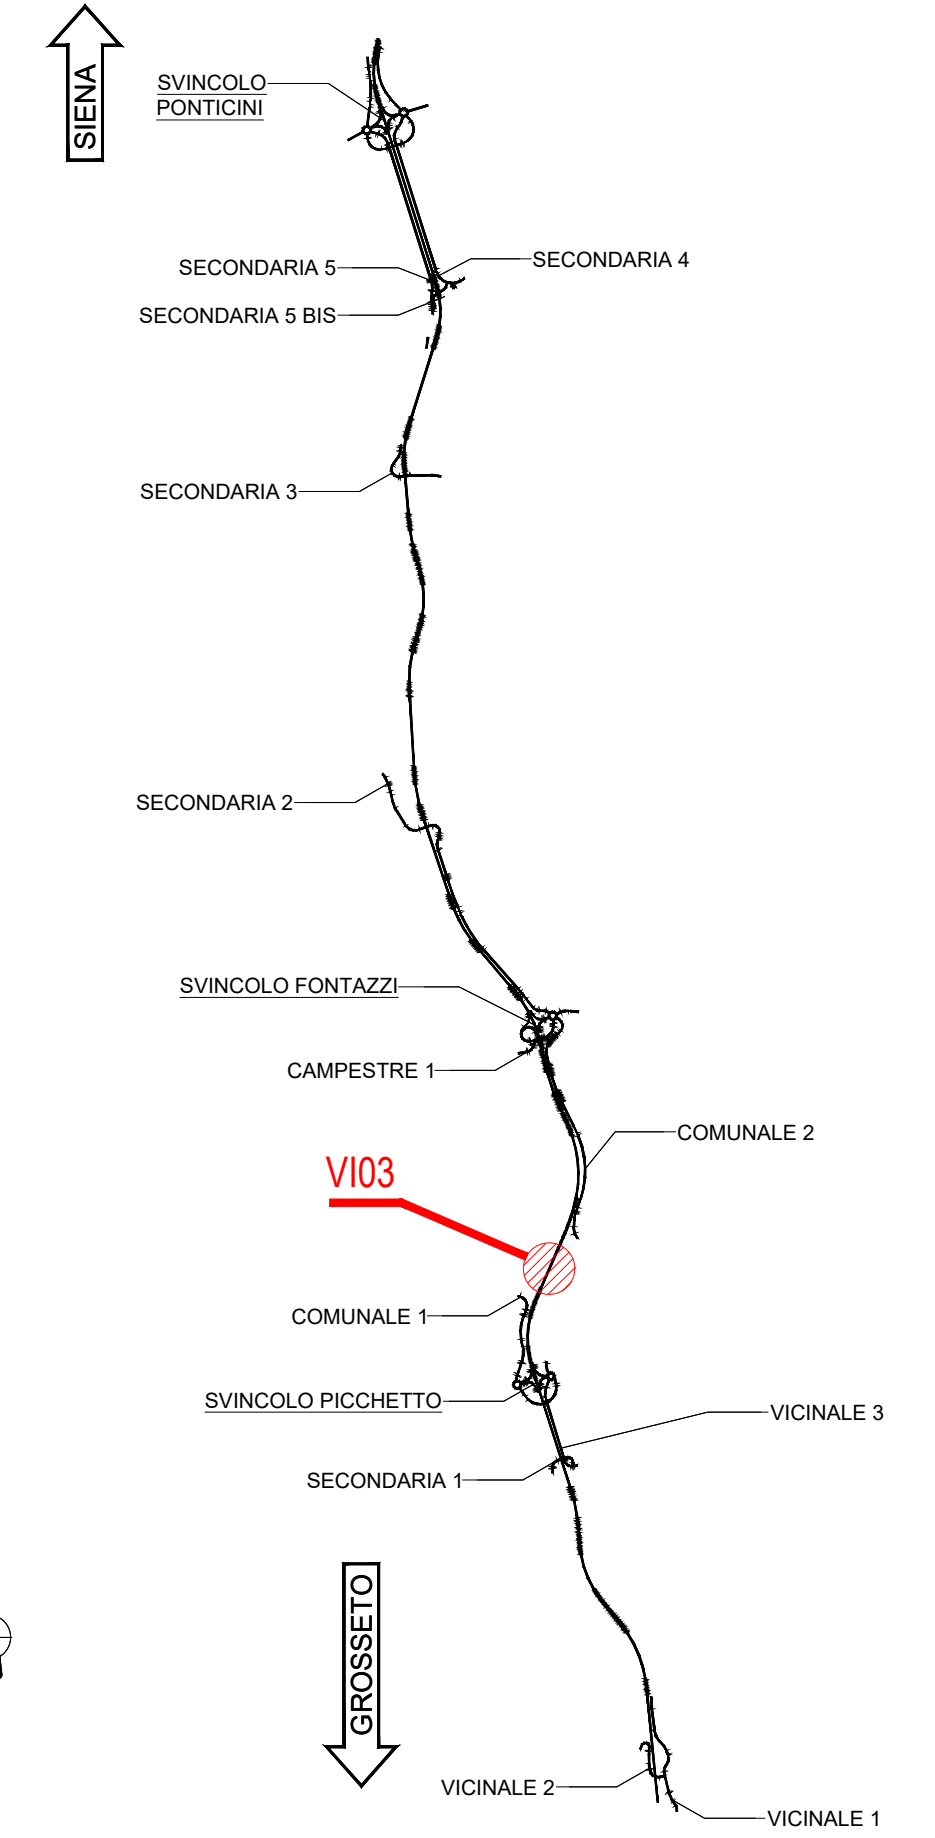 SIENA
SVINCOLO
PONTICINI
SECONDARIA 4
SECONDARIA 5
SECONDARIA 5 BIS
SECONDARIA 3
SECONDARIA 2
SVINCOLO FONTAZZI
CAMPESTRE 1
COMUNALE 2
VI03
COMUNALE 1
SVINCOLO PICCHETTO
VICINALE 3
SECONDARIA 1
GROSSETO
VICINALE 2
VICINALE 1